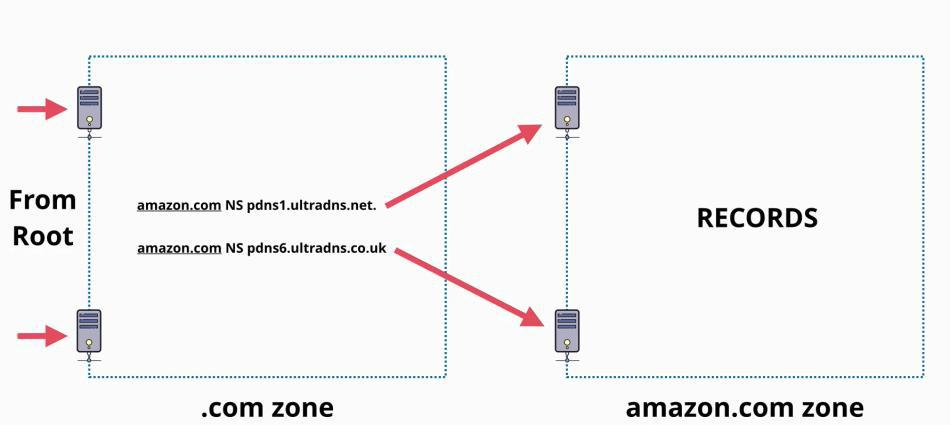 From
Root
amazon.com NS pdns1.ultradns.net.
amazon.com NS pdns6.ultradns.co.uk
RECORDS
.com zone
amazon.com zone